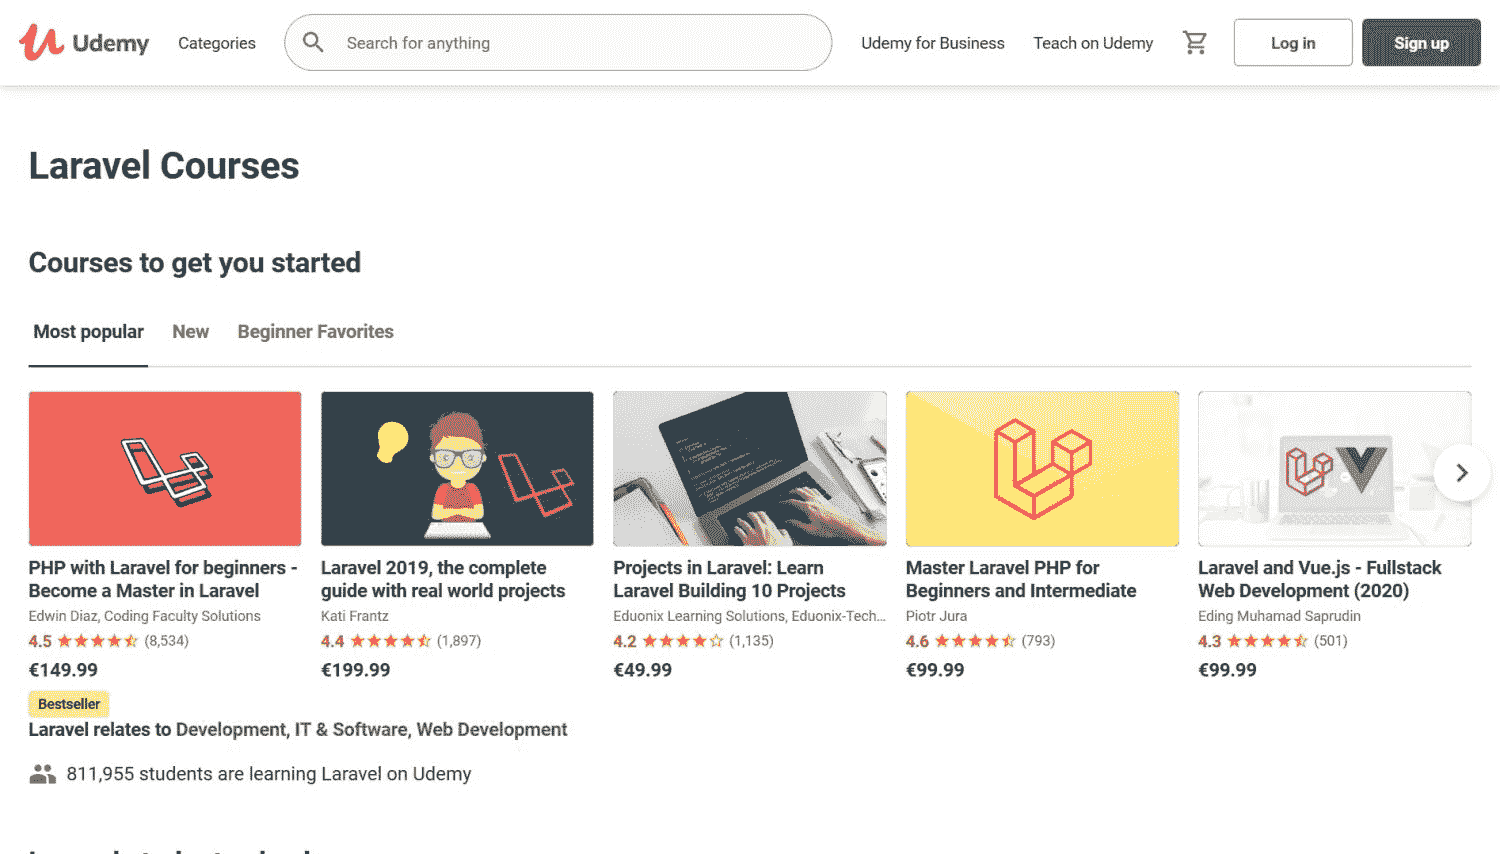 Udemy
Categories
Search for anything
Udemy for Business
Teach on Udemy
Log in
Sign up
Laravel Courses
Courses to get you started
Most popular
New
Beginner Favorites
PHP with Laravel for beginners -
Become a Master in Laravel
Edwin Diaz, Coding Faculty Solutions
4.5 (8,534)
€149.99
Bestseller
Laravel 2019, the complete
guide with real world projects
Kati Frantz
4.4 (1,897)
€199.99
Projects in Laravel: Learn
Laravel Building 10 Projects
Eduonix Learning Solutions, Eduonix-Tech...
4.2 (1,135)
€49.99
Master Laravel PHP for
Beginners and Intermediate
Piotr Jura
4.6 (793)
€99.99
Laravel and Vue.js - Fullstack
Web Development (2020)
Eding Muhamad Saprudin
4.3 (501)
€99.99
Laravel relates to Development, IT & Software, Web Development
811,955 students are learning Laravel on Udemy